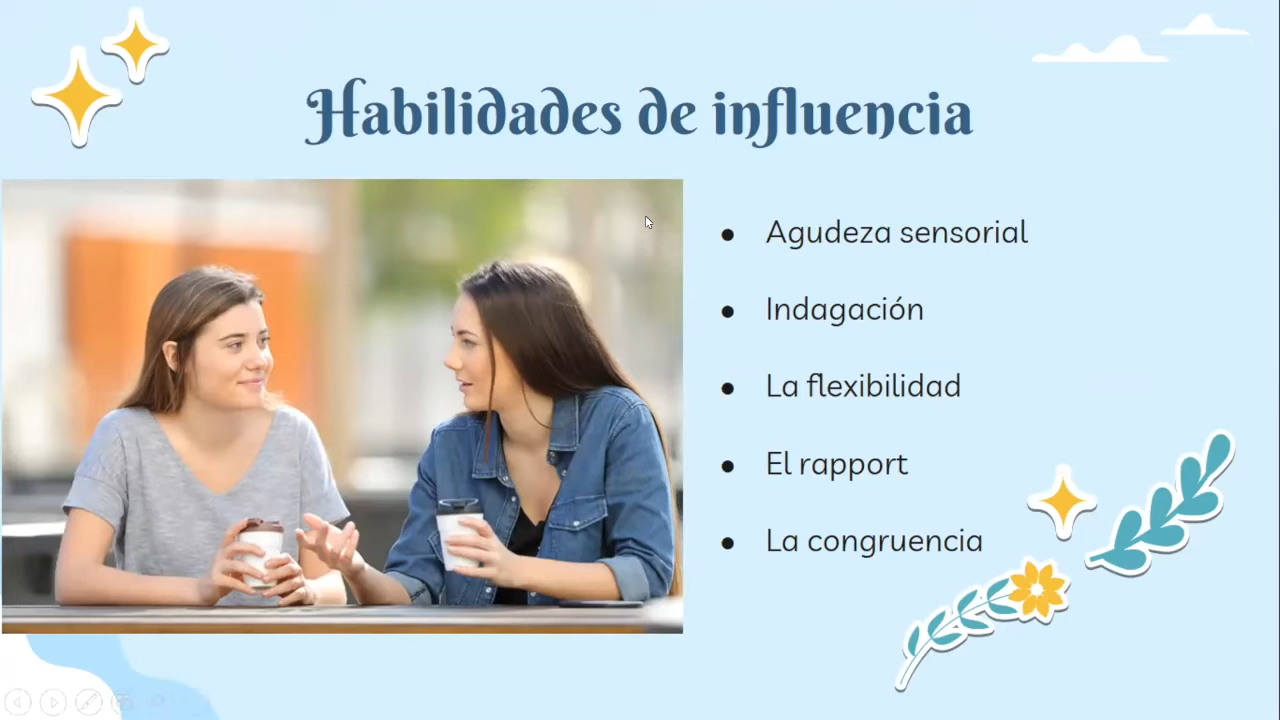 Habilidades de influencia
● Agudeza sensorial
● Indagación
● La flexibilidad
● El rapport
● La congruencia